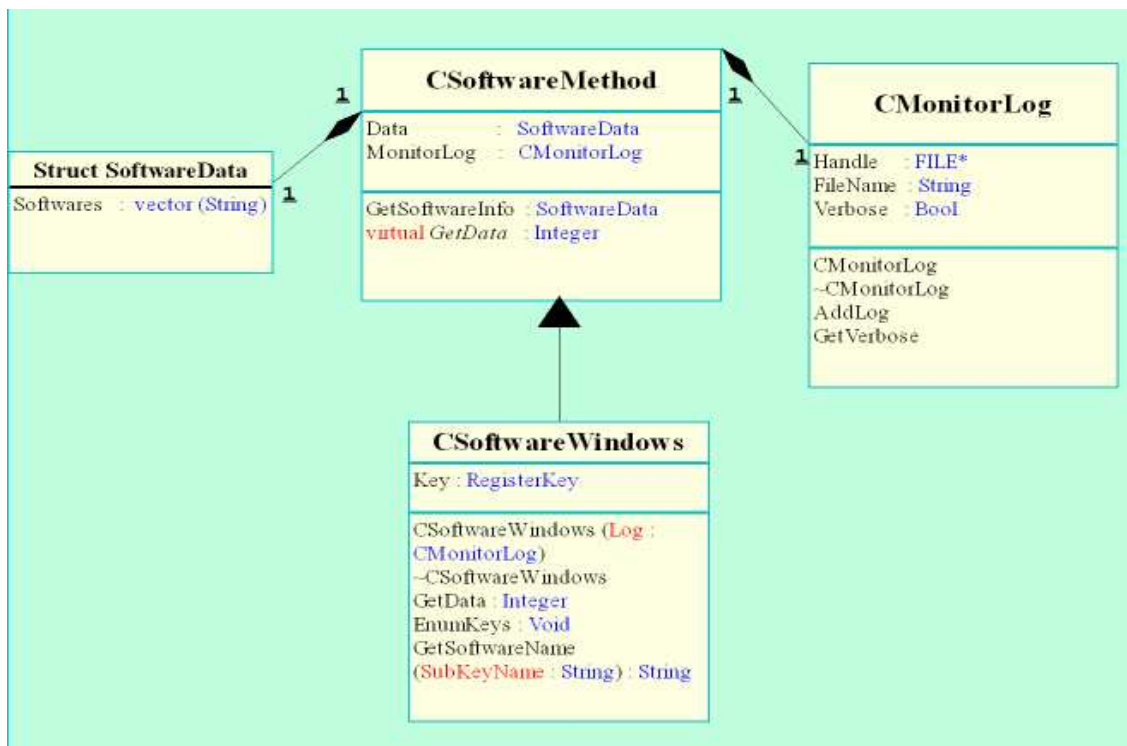 CSoftwareMethod
1
1
Data : SoftwareData
MonitorLog : CMonitorLog
GetSoftwareInfo : SoftwareData
virtual GetData : Integer
Struct SoftwareData
1
Softwares : vector (String)
CMonitorLog
1
Handle : FILE*
FileName : String
Verbose : Bool
CMonitorLog
~CMonitorLog
AddLog
GetVerbose
CSoftwareWindows
Key : RegisterKey
CSoftwareWindows (Log :
CMonitorLog)
~CSoftwareWindows
GetData : Integer
EnumKeys : Void
GetSoftwareName
(SubKeyName : String) : String